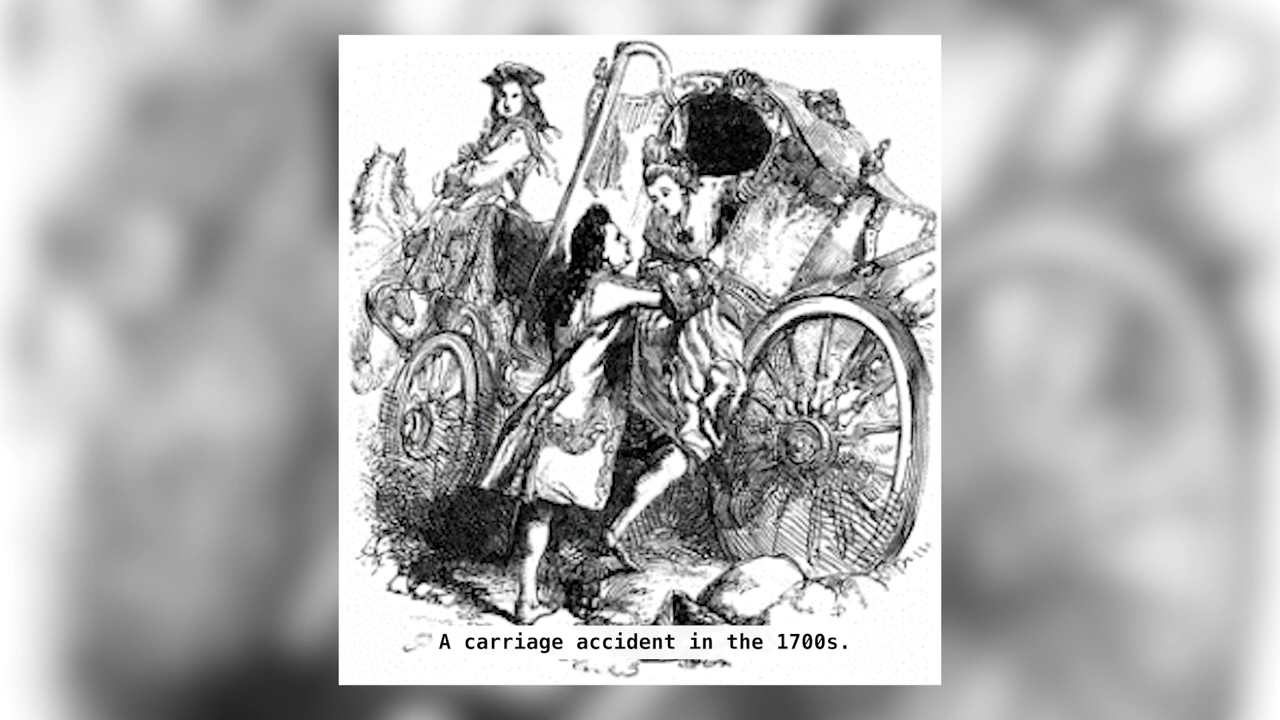 A carriage accident in the 1700s.